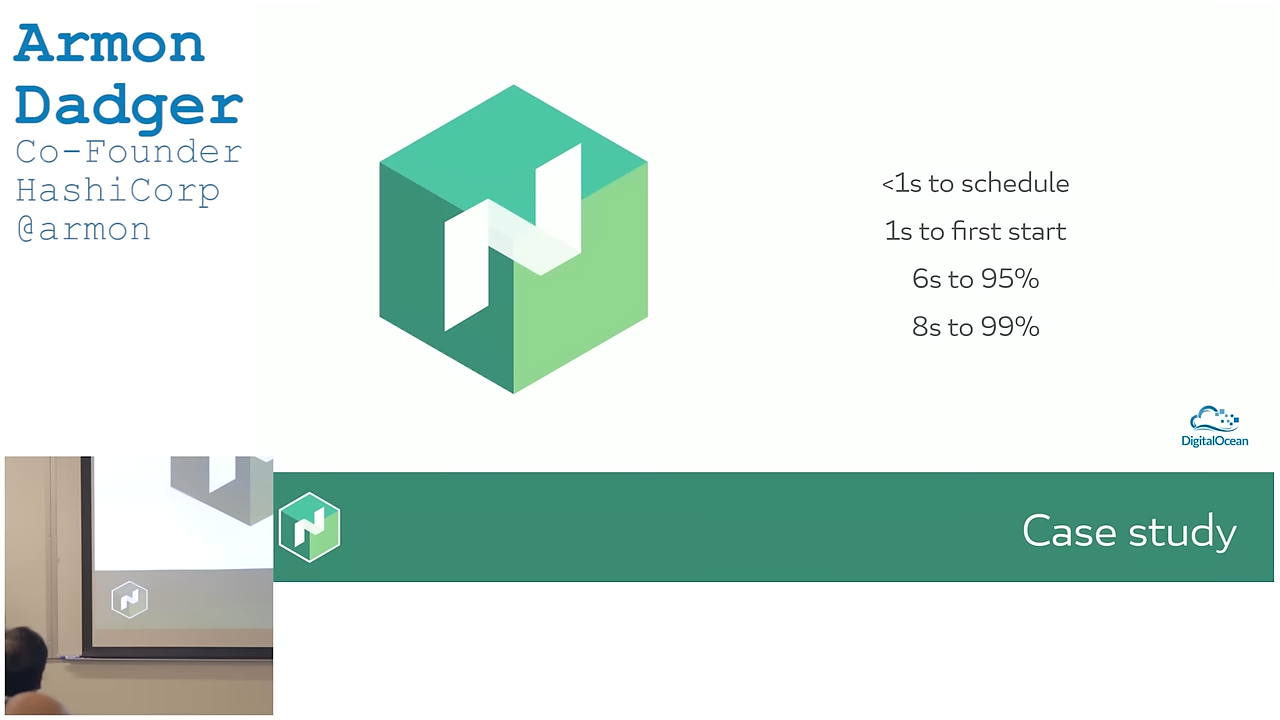 Armon
Dadger
Co-Founder
HashiCorp
@armon
<1s to schedule
1s to first start
6s to 95%
8s to 99%
DigitalOcean
Case study